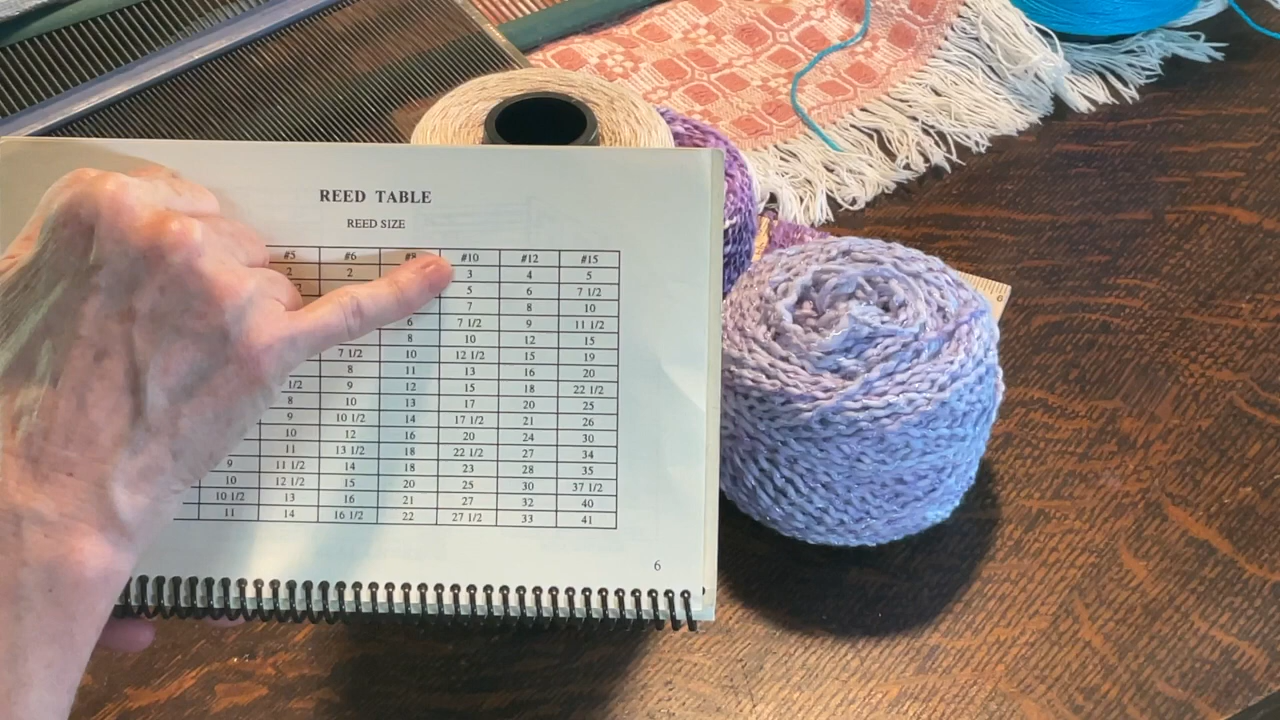 REED TABLE
REED SIZE
#5 #6 #8 #10 #12 #15
2 2 3 4 5
5 6 7 1/2
7 8 10
6 7 1/2 9 11 1/2
8 10 12 15
7 1/2 10 12 1/2 15 19
8 11 13 16 20
1/2 9 12 15 18 22 1/2
8 10 13 17 20 25
9 10 1/2 14 17 1/2 21 26
10 12 16 20 24 30
11 13 1/2 18 22 1/2 27 34
9 11 1/2 14 18 23 28 35
10 12 1/2 15 20 25 30 37 1/2
10 1/2 13 16 21 27 32 40
11 14 16 1/2 22 27 1/2 33 41
6